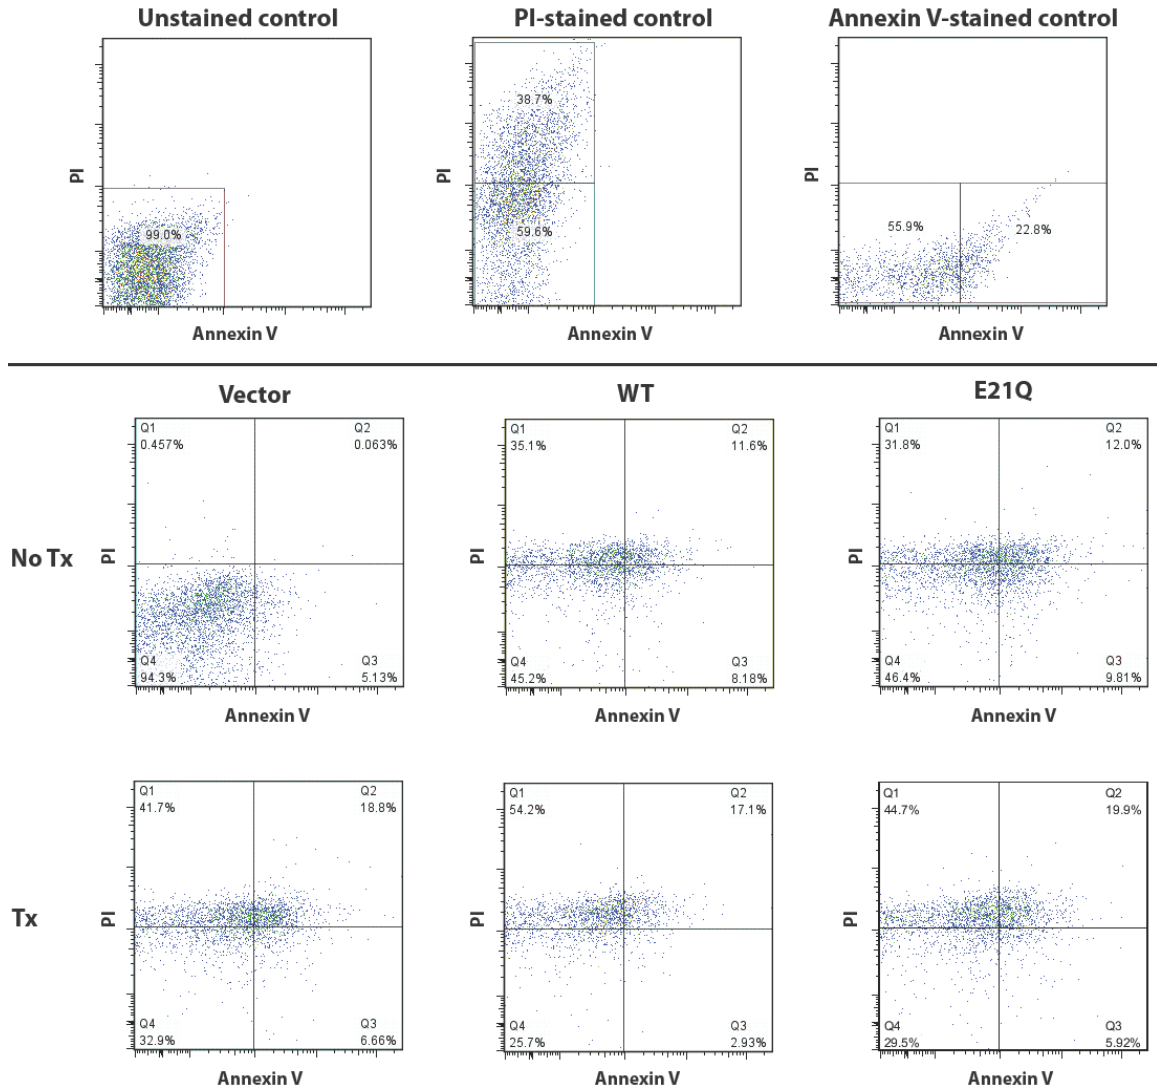 Unstained control
PI-stained control
Annexin V-stained control
PI
99.0%
Annexin V
PI
38.7%
59.6%
Annexin V
PI
55.9%
22.8%
Annexin V
Vector
WT
E21Q
No Tx
PI
Q1
0.457%
Q2
0.063%
Q4
94.3%
Q3
5.13%
Annexin V
PI
Q1
35.1%
Q2
11.6%
Q4
45.2%
Q3
8.18%
Annexin V
PI
Q1
31.8%
Q2
12.0%
Q4
46.4%
Q3
9.81%
Annexin V
Tx
PI
Q1
41.7%
Q2
18.8%
Q4
32.9%
Q3
6.66%
Annexin V
PI
Q1
54.2%
Q2
17.1%
Q4
25.7%
Q3
2.93%
Annexin V
PI
Q1
44.7%
Q2
19.9%
Q4
29.5%
Q3
5.92%
Annexin V